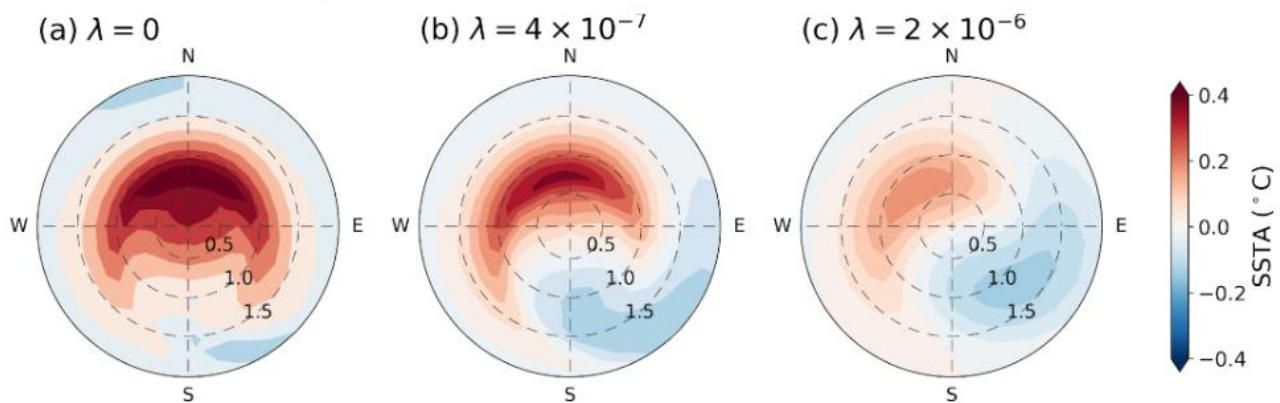 (a) λ = 0
(b) λ = 4 × 10⁻⁷
(c) λ = 2 × 10⁻⁶
N
N
N
W
E
W
E
W
E
0.5
1.0
1.5
0.5
1.0
1.5
0.5
1.0
1.5
S
S
S
0.4
0.2
0.0
−0.2
−0.4
SSTA (°C)